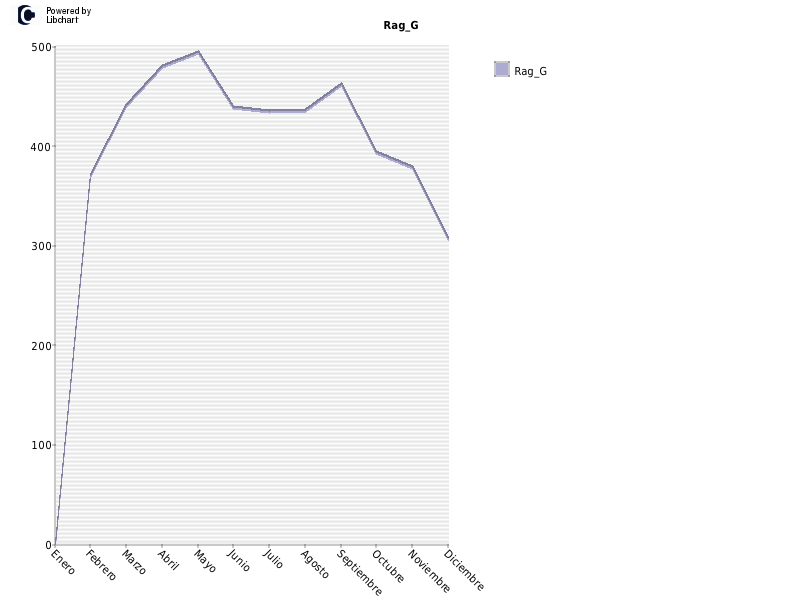 Powered by
Libchart
Rag_G
500
400
300
200
100
0
Enero
Febrero
Marzo
Abril
Mayo
Junio
Julio
Agosto
Septiembre
Octubre
Noviembre
Diciembre
Rag_G